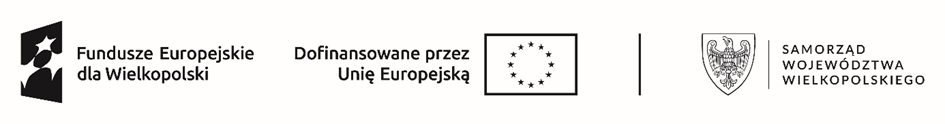 Fundusze Europejskie
dla Wielkopolski
Dofinansowane przez
Unię Europejską
SAMORZĄD
WOJEWÓDZTWA
WIELKOPOLSKIEGO